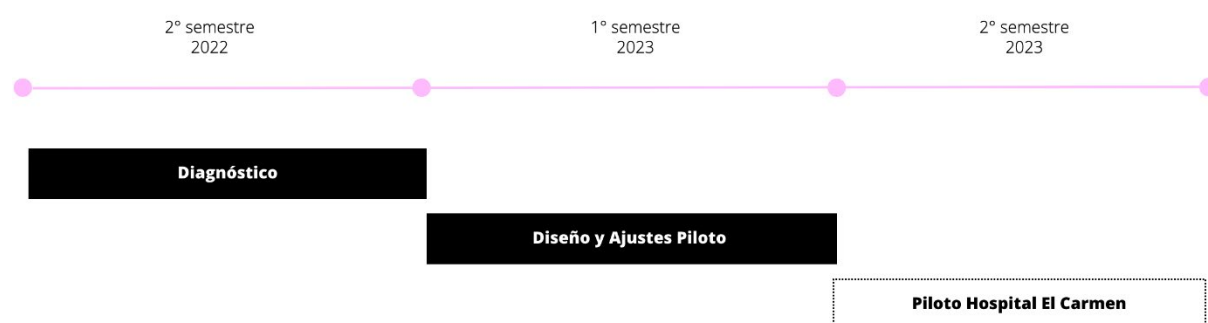 2° semestre
2022
1° semestre
2023
2° semestre
2023
Diagnóstico
Diseño y Ajustes Piloto
Piloto Hospital El Carmen